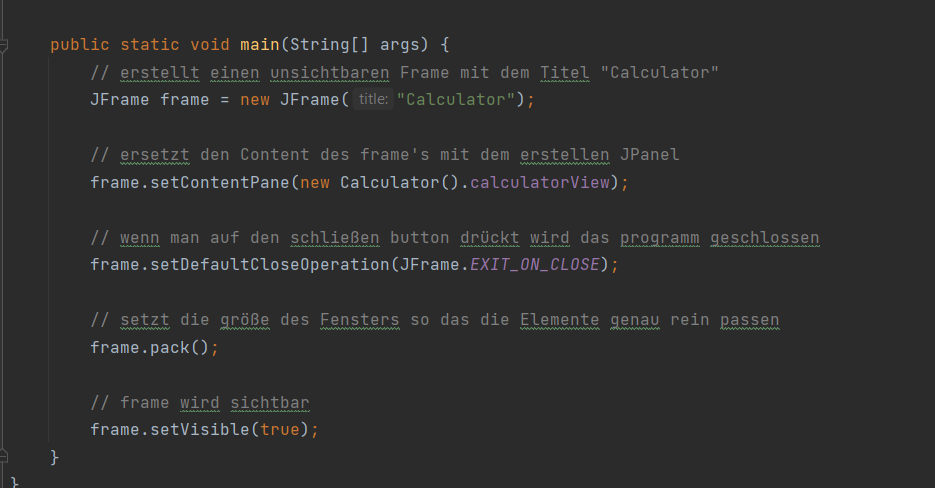 public static void main(String[] args) {
// erstellt einen unsichtbaren Frame mit dem Titel "Calculator"
JFrame frame = new JFrame( title: "Calculator");
// ersetzt den Content des frame's mit dem erstellen JPanel
frame.setContentPane(new Calculator().calculatorView);
// wenn man auf den schließen button drückt wird das programm geschlossen
frame.setDefaultCloseOperation(JFrame.EXIT_ON_CLOSE);
// setzt die größe des Fensters so das die Elemente genau rein passen
frame.pack();
// frame wird sichtbar
frame.setVisible(true);
}
}